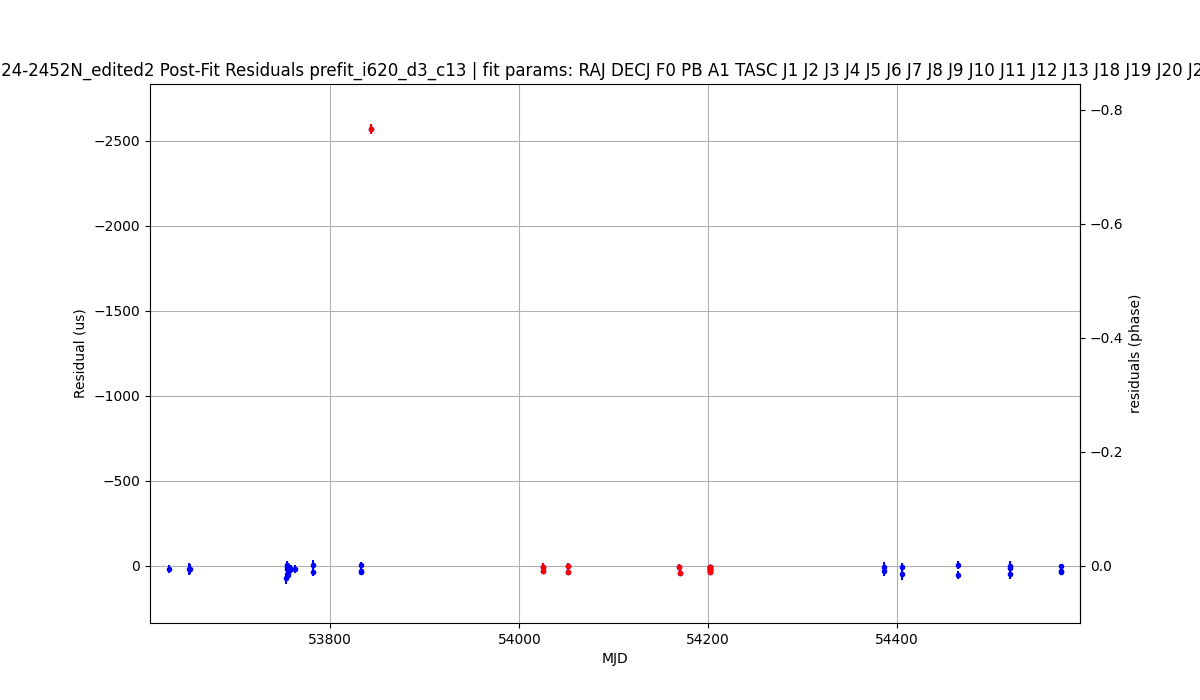 24-2452N_edited2 Post-Fit Residuals prefit_i620_d3_c13 | fit params: RAJ DECJ F0 PB A1 TASC J1 J2 J3 J4 J5 J6 J7 J8 J9 J10 J11 J12 J13 J18 J19 J20 J2
−2500
−2000
−1500
−1000
−500
0
Residual (us)
−0.8
−0.6
−0.4
−0.2
0.0
residuals (phase)
53800 54000 54200 54400
MJD